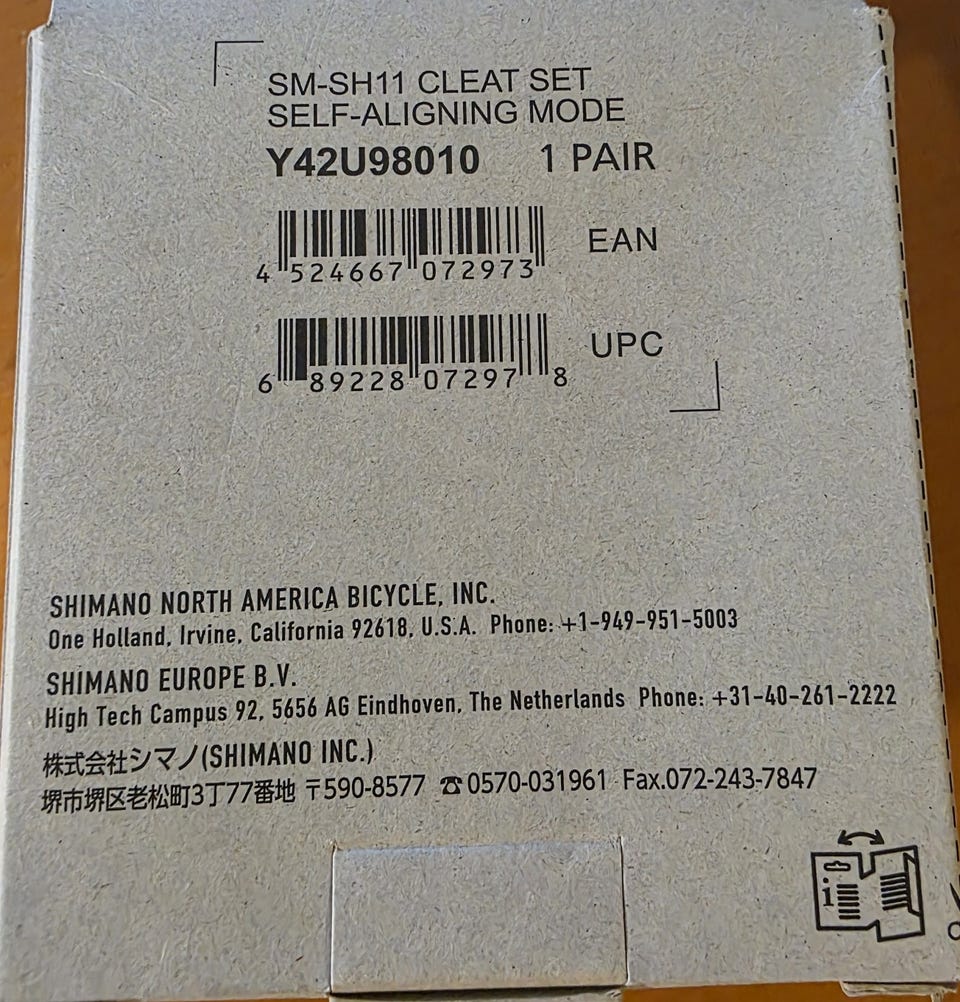 SM-SH11 CLEAT SET
SELF-ALIGNING MODE
Y42U98010 1 PAIR
EAN
4 524667 072973
UPC
6 89228 07297 8
SHIMANO NORTH AMERICA BICYCLE, INC.
One Holland, Irvine, California 92618, U.S.A. Phone: +1-949-951-5003
SHIMANO EUROPE B.V.
High Tech Campus 92, 5656 AG Eindhoven, The Netherlands Phone: +31-40-261-2222
株式会社シマノ(SHIMANO INC.)
堺市堺区老松町3丁77番地 〒590-8577 ☎0570-031961 Fax.072-243-7847
i